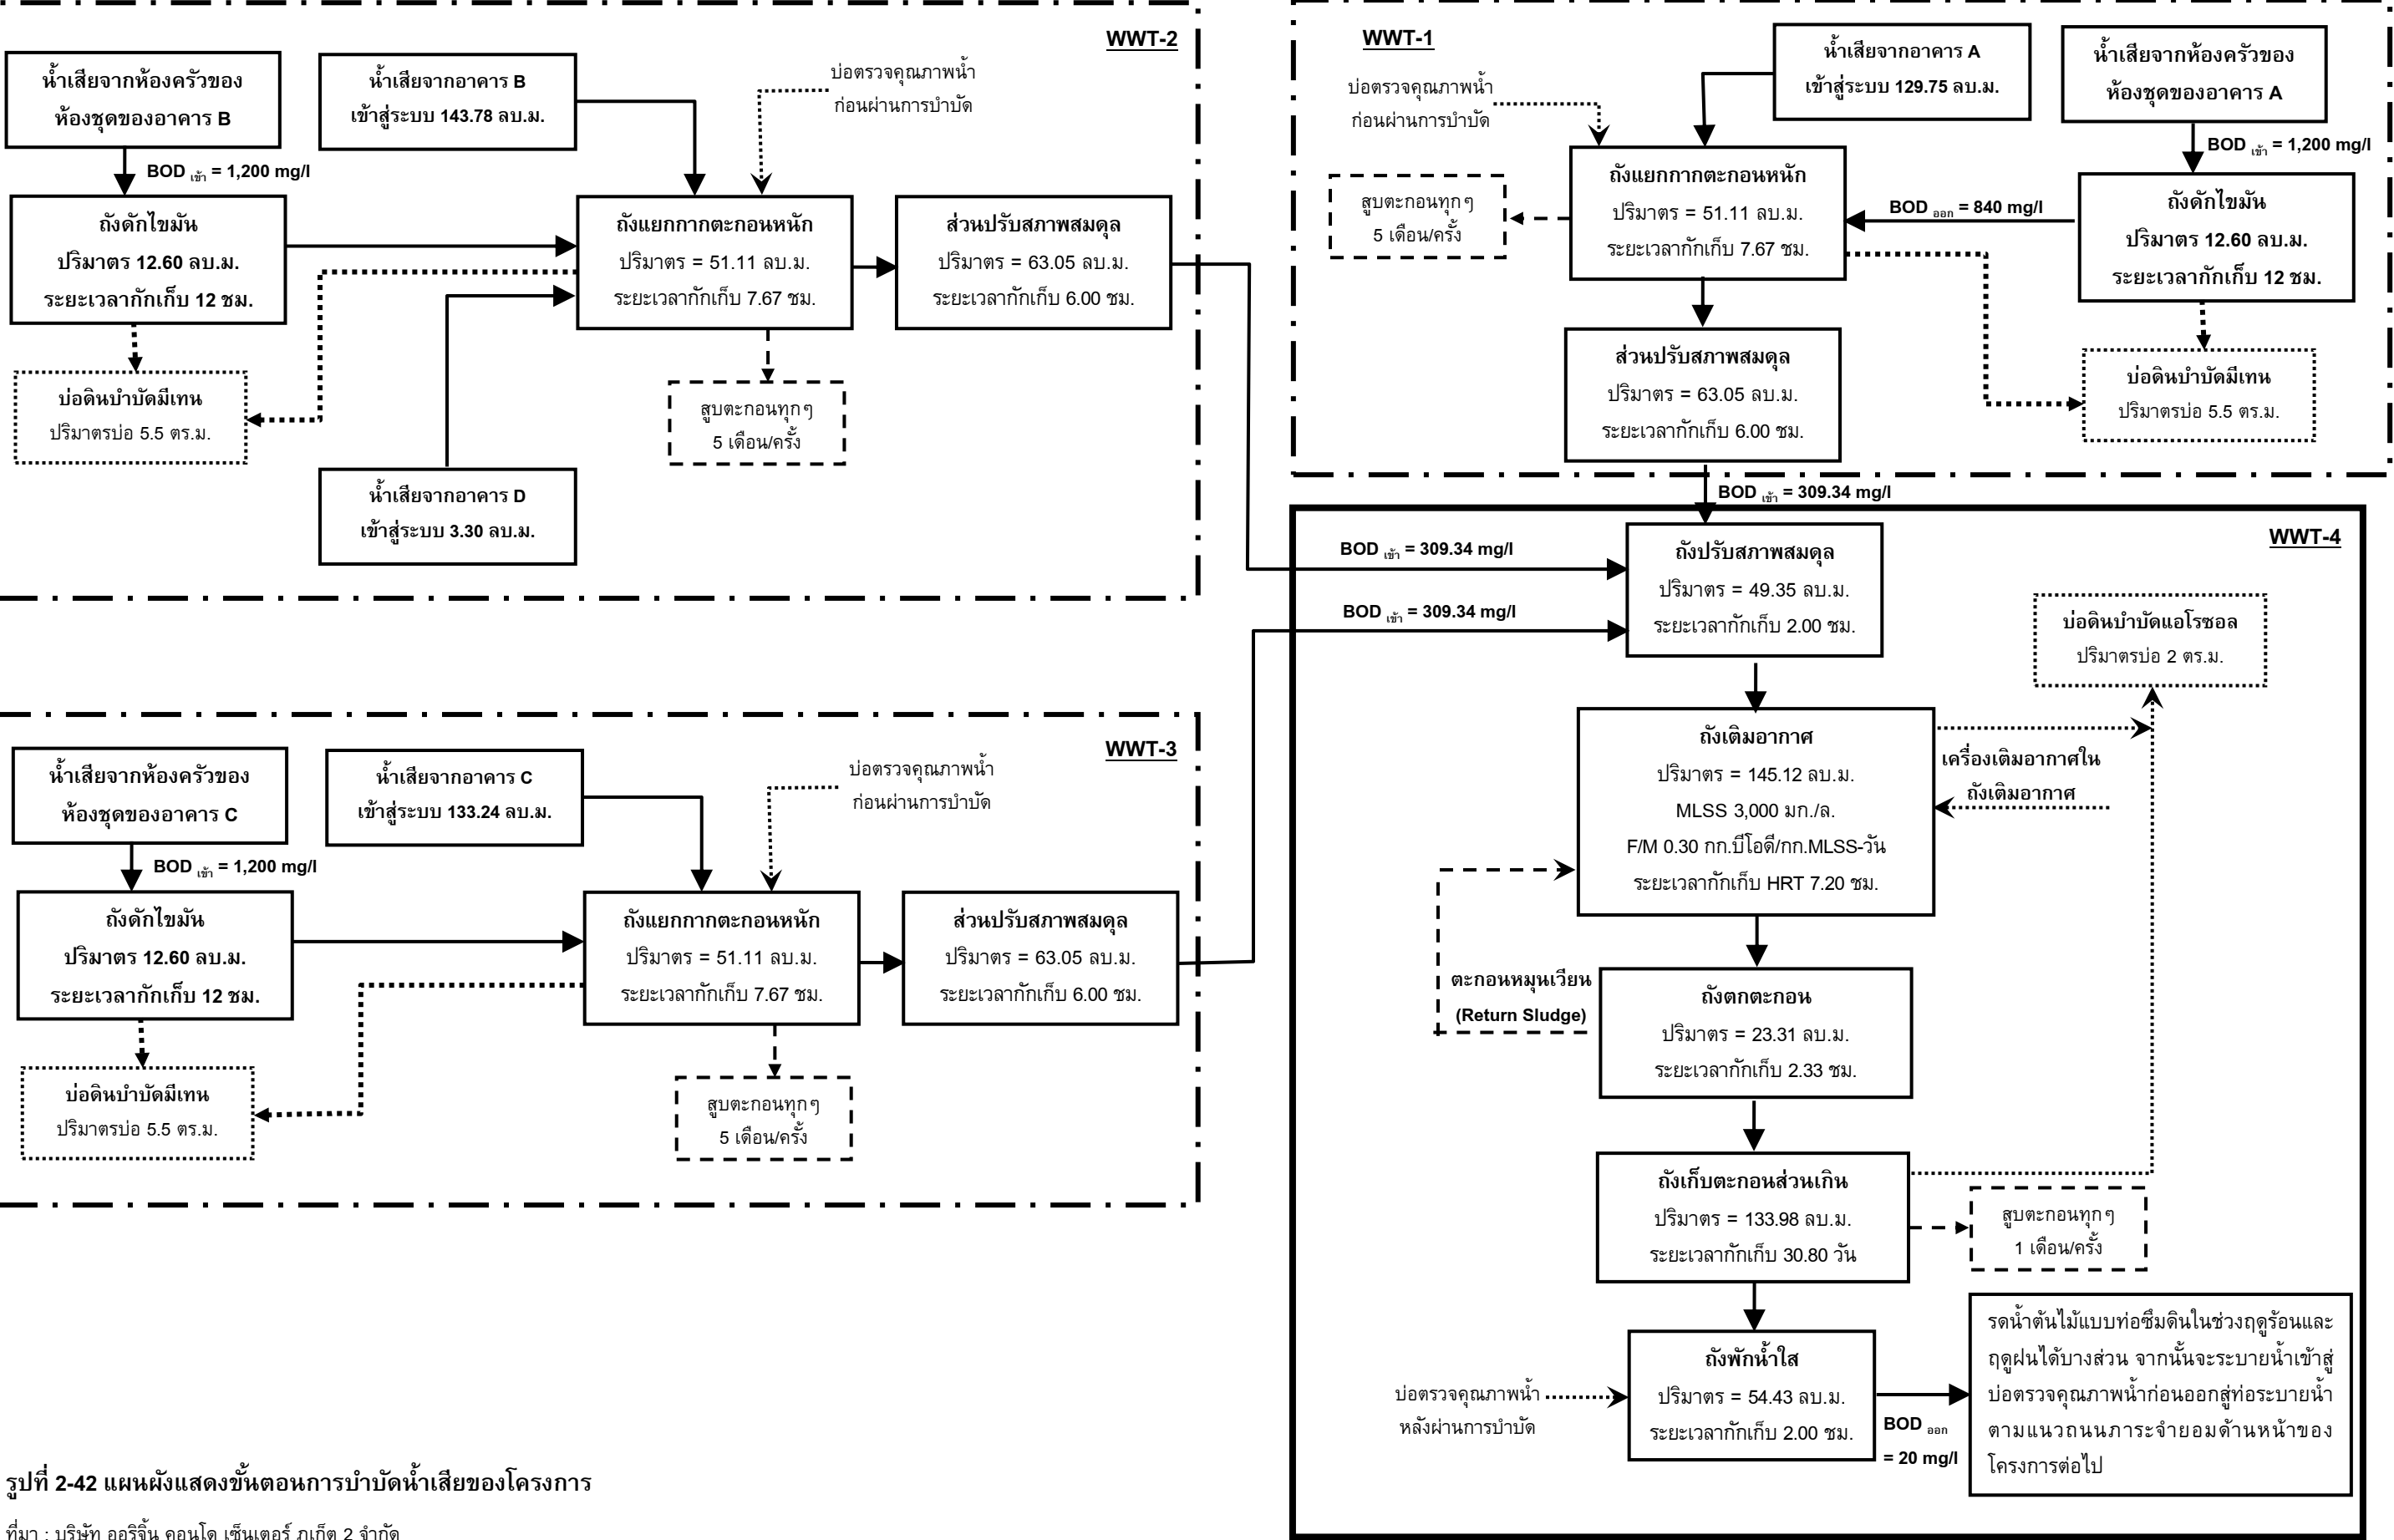 WWT-2
น้ำเสียจากห้องครัวของ
ห้องชุดของอาคาร B
น้ำเสียจากอาคาร B
เข้าสู่ระบบ 143.78 ลบ.ม.
บ่อตรวจคุณภาพน้ำ
ก่อนผ่านการบำบัด
BOD เข้า = 1,200 mg/l
ถังดักไขมัน
ปริมาตร 12.60 ลบ.ม.
ระยะเวลากักเก็บ 12 ชม.
ถังแยกกากตะกอนหนัก
ปริมาตร = 51.11 ลบ.ม.
ระยะเวลากักเก็บ 7.67 ชม.
ส่วนปรับสภาพสมดุล
ปริมาตร = 63.05 ลบ.ม.
ระยะเวลากักเก็บ 6.00 ชม.
บ่อดินบำบัดมีเทน
ปริมาตรบ่อ 5.5 ตร.ม.
สูบตะกอนทุกๆ
5 เดือน/ครั้ง
น้ำเสียจากอาคาร D
เข้าสู่ระบบ 3.30 ลบ.ม.
WWT-1
บ่อตรวจคุณภาพน้ำ
ก่อนผ่านการบำบัด
น้ำเสียจากอาคาร A
เข้าสู่ระบบ 129.75 ลบ.ม.
น้ำเสียจากห้องครัวของ
ห้องชุดของอาคาร A
BOD เข้า = 1,200 mg/l
สูบตะกอนทุกๆ
5 เดือน/ครั้ง
ถังแยกกากตะกอนหนัก
ปริมาตร = 51.11 ลบ.ม.
ระยะเวลากักเก็บ 7.67 ชม.
BOD ออก = 840 mg/l
ถังดักไขมัน
ปริมาตร 12.60 ลบ.ม.
ระยะเวลากักเก็บ 12 ชม.
ส่วนปรับสภาพสมดุล
ปริมาตร = 63.05 ลบ.ม.
ระยะเวลากักเก็บ 6.00 ชม.
บ่อดินบำบัดมีเทน
ปริมาตรบ่อ 5.5 ตร.ม.
BOD เข้า = 309.34 mg/l
WWT-3
น้ำเสียจากห้องครัวของ
ห้องชุดของอาคาร C
น้ำเสียจากอาคาร C
เข้าสู่ระบบ 133.24 ลบ.ม.
บ่อตรวจคุณภาพน้ำ
ก่อนผ่านการบำบัด
BOD เข้า = 1,200 mg/l
ถังดักไขมัน
ปริมาตร 12.60 ลบ.ม.
ระยะเวลากักเก็บ 12 ชม.
ถังแยกกากตะกอนหนัก
ปริมาตร = 51.11 ลบ.ม.
ระยะเวลากักเก็บ 7.67 ชม.
ส่วนปรับสภาพสมดุล
ปริมาตร = 63.05 ลบ.ม.
ระยะเวลากักเก็บ 6.00 ชม.
บ่อดินบำบัดมีเทน
ปริมาตรบ่อ 5.5 ตร.ม.
สูบตะกอนทุกๆ
5 เดือน/ครั้ง
WWT-4
BOD เข้า = 309.34 mg/l
BOD เข้า = 309.34 mg/l
ถังปรับสภาพสมดุล
ปริมาตร = 49.35 ลบ.ม.
ระยะเวลากักเก็บ 2.00 ชม.
บ่อดินบำบัดแอโรซอล
ปริมาตรบ่อ 2 ตร.ม.
ถังเติมอากาศ
ปริมาตร = 145.12 ลบ.ม.
MLSS 3,000 มก./ล.
F/M 0.30 กก.บีโอดี/กก.MLSS-วัน
ระยะเวลากักเก็บ HRT 7.20 ชม.
เครื่องเติมอากาศใน
ถังเติมอากาศ
ตะกอนหมุนเวียน
(Return Sludge)
ถังตกตะกอน
ปริมาตร = 23.31 ลบ.ม.
ระยะเวลากักเก็บ 2.33 ชม.
ถังเก็บตะกอนส่วนเกิน
ปริมาตร = 133.98 ลบ.ม.
ระยะเวลากักเก็บ 30.80 วัน
สูบตะกอนทุกๆ
1 เดือน/ครั้ง
บ่อตรวจคุณภาพน้ำ
หลังผ่านการบำบัด
ถังพักน้ำใส
ปริมาตร = 54.43 ลบ.ม.
ระยะเวลากักเก็บ 2.00 ชม.
BOD ออก
= 20 mg/l
รดน้ำต้นไม้แบบท่อซึมดินในช่วงฤดูร้อนและ
ฤดูฝนได้บางส่วน จากนั้นจะระบายน้ำเข้าสู่
บ่อตรวจคุณภาพน้ำก่อนออกสู่ท่อระบายน้ำ
ตามแนวถนนภาระจำยอมด้านหน้าของ
โครงการต่อไป
รูปที่ 2-42 แผนผังแสดงขั้นตอนการบำบัดน้ำเสียของโครงการ
ที่มา : บริษัท ออริจิ้น คอนโด เซ็นเตอร์ ภูเก็ต 2 จำกัด